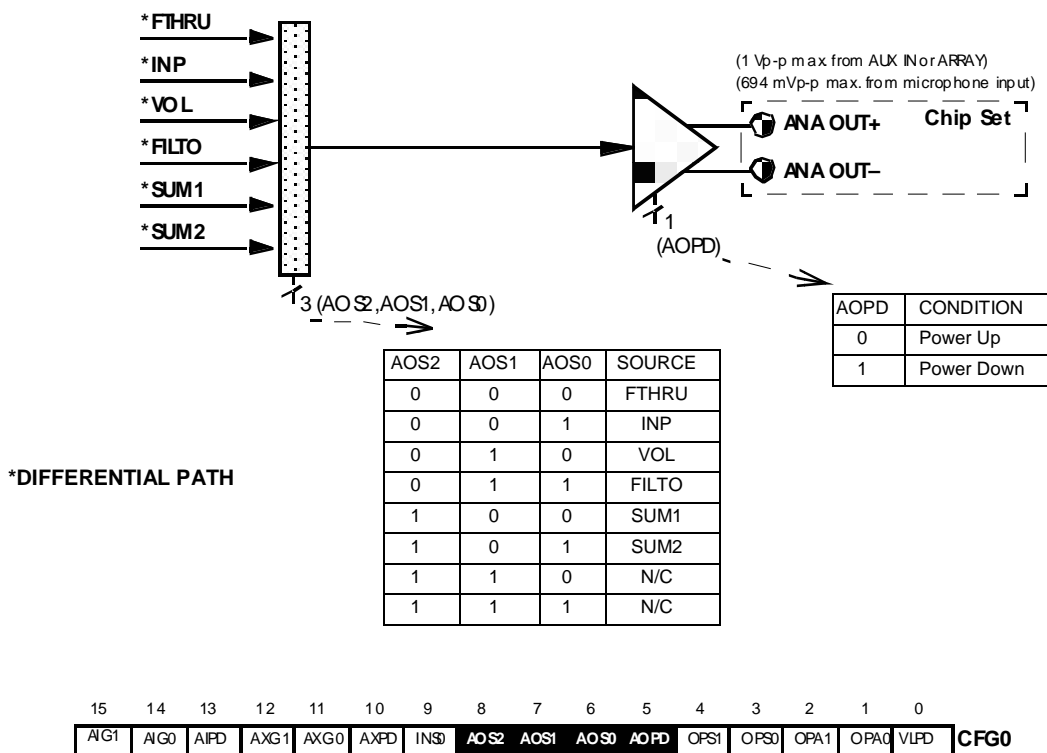 *FTHRU
*INP
*VOL
*FILTO
*SUM1
*SUM2
(1 Vp-p max. from AUX IN or ARRAY)
(694 mVp-p max. from microphone input)
Chip Set
ANA OUT+
ANA OUT–
1
(AOPD)
3 (AOS2, AOS1, AOS0)
AOPD CONDITION
0 Power Up
1 Power Down
AOS2 AOS1 AOS0 SOURCE
0 0 0 FTHRU
0 0 1 INP
0 1 0 VOL
0 1 1 FILTO
1 0 0 SUM1
1 0 1 SUM2
1 1 0 N/C
1 1 1 N/C
*DIFFERENTIAL PATH
15 14 13 12 11 10 9 8 7 6 5 4 3 2 1 0
AIG1 AIG0 AIPD AXG1 AXG0 AXPD INS0 AOS2 AOS1 AOS0 AOPD OPS1 OPS0 OPA1 OPA0 VLPD CFG0